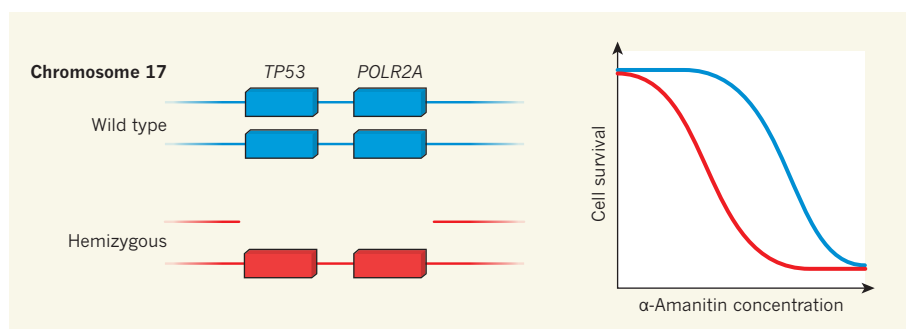 Chromosome 17
TP53
POLR2A
Wild type
Hemizygous
Cell survival
α-Amanitin concentration